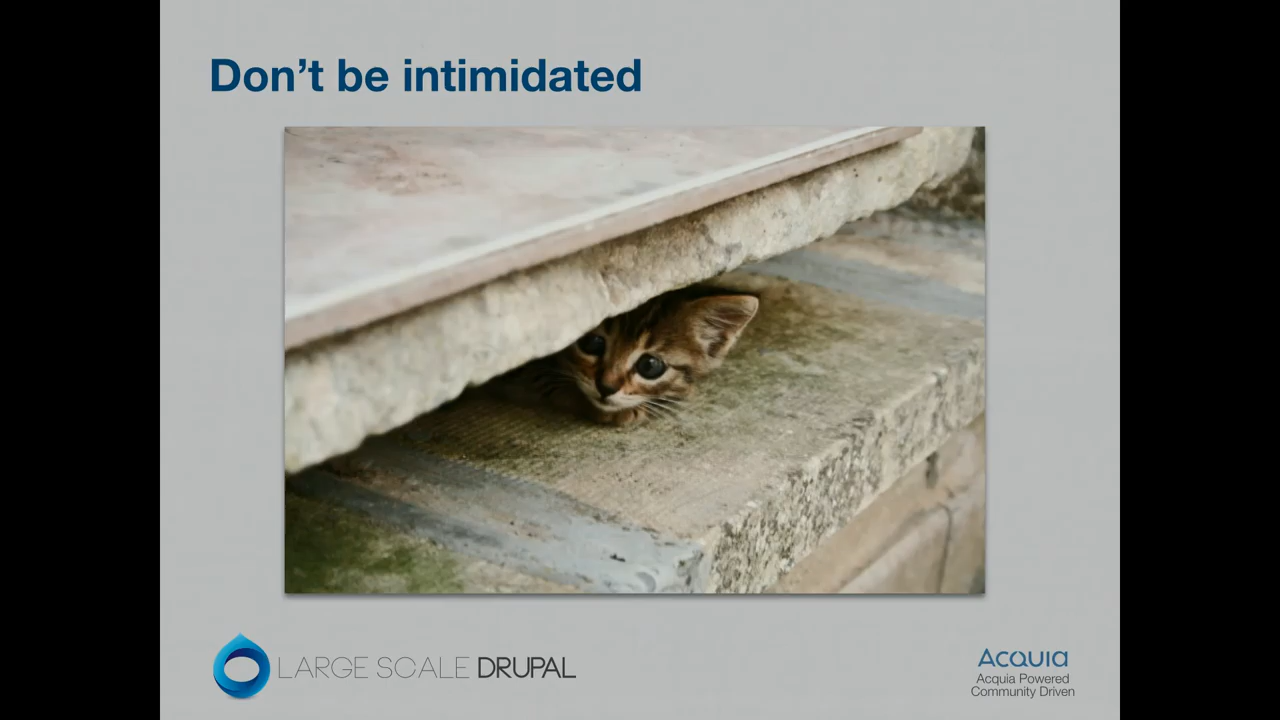 Don’t be intimidated
LARGE SCALE DRUPAL
Acquia
Acquia Powered
Community Driven